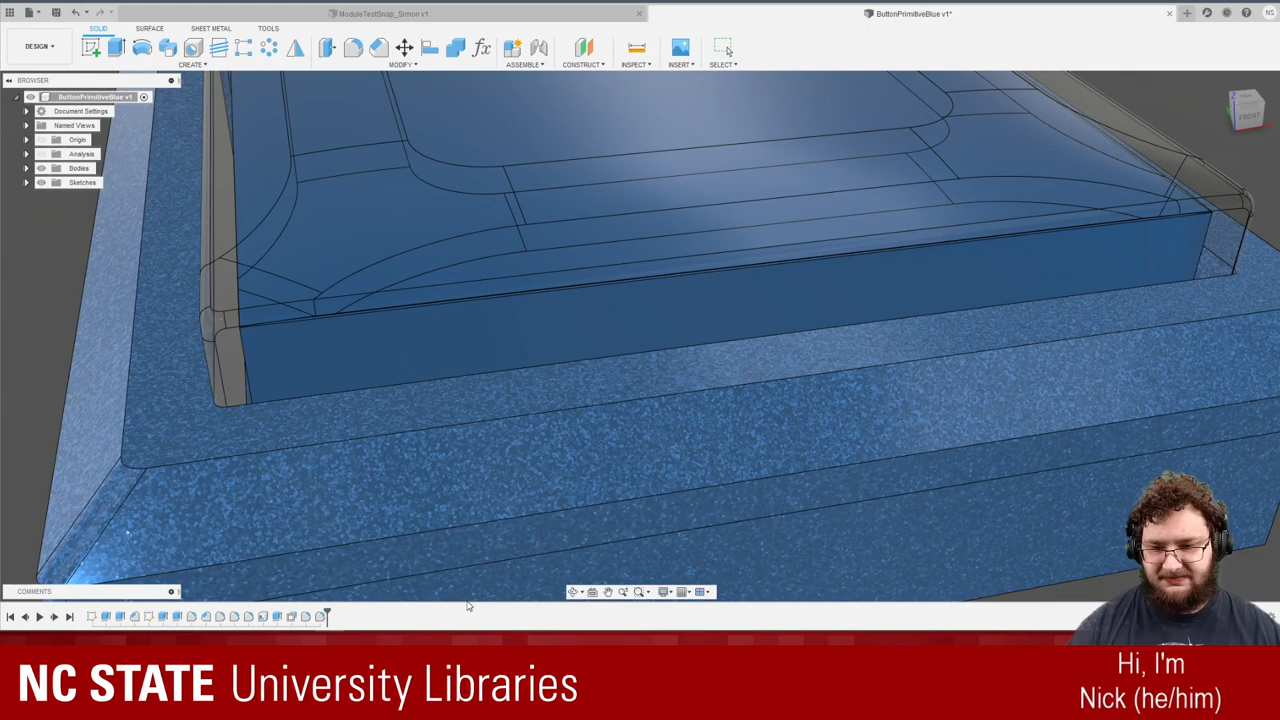 ModuleTestSnap_Simon v1
ButtonPrimitiveBlue v1*
NS
SOLID
SURFACE
SHEET METAL
TOOLS
DESIGN
CREATE
MODIFY
ASSEMBLE
CONSTRUCT
INSPECT
INSERT
SELECT
BROWSER
ButtonPrimitiveBlue v1
Document Settings
Named Views
Origin
Analysis
Bodies
Sketches
Z
FRONT
COMMENTS
NC STATE University Libraries
Hi, I'm
Nick (he/him)